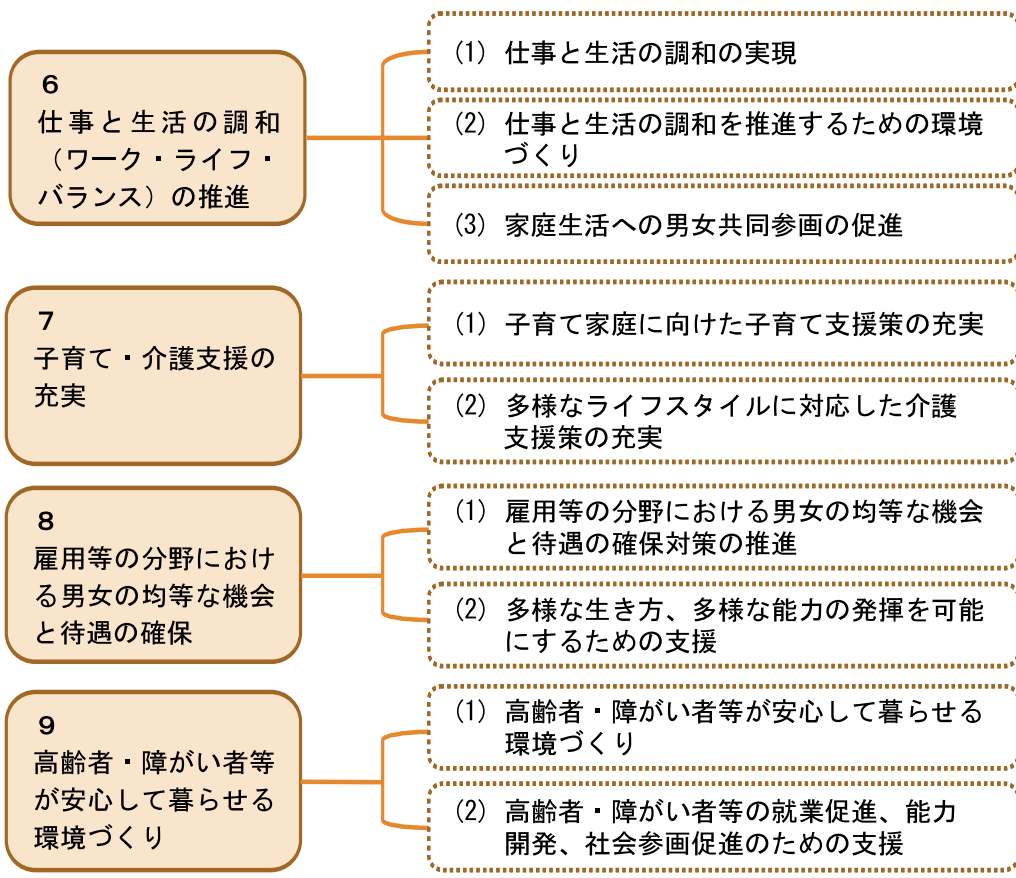 6
仕事と生活の調和
（ワーク・ライフ・
バランス）の推進
(1) 仕事と生活の調和の実現
(2) 仕事と生活の調和を推進するための環境
づくり
(3) 家庭生活への男女共同参画の促進
7
子育て・介護支援の
充実
(1) 子育て家庭に向けた子育て支援策の充実
(2) 多様なライフスタイルに対応した介護
支援策の充実
8
雇用等の分野におけ
る男女の均等な機会
と待遇の確保
(1) 雇用等の分野における男女の均等な機会
と待遇の確保対策の推進
(2) 多様な生き方、多様な能力の発揮を可能
にするための支援
9
高齢者・障がい者等
が安心して暮らせる
環境づくり
(1) 高齢者・障がい者等が安心して暮らせる
環境づくり
(2) 高齢者・障がい者等の就業促進、能力
開発、社会参画促進のための支援